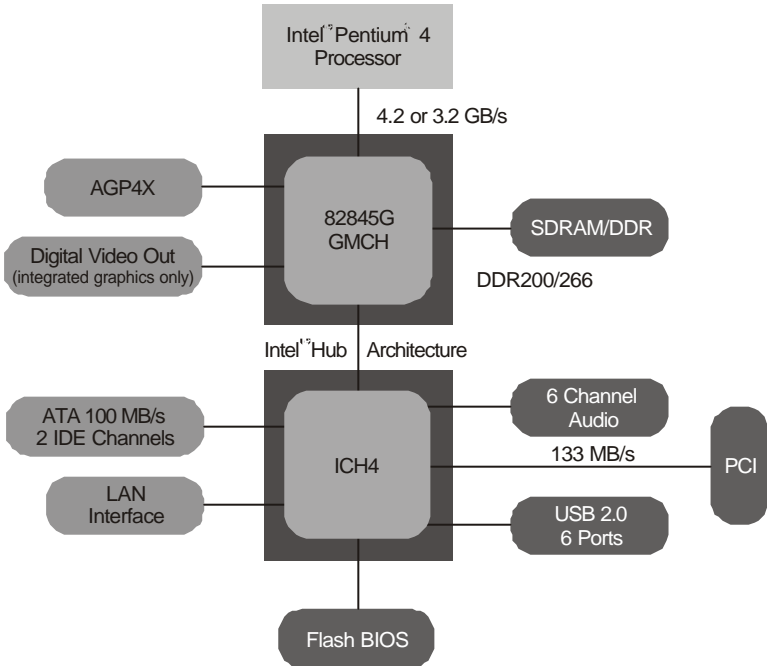 Intel® Pentium® 4
Processor
4.2 or 3.2 GB/s
AGP4X
82845G
GMCH
SDRAM/DDR
Digital Video Out
(integrated graphics only)
DDR200/266
Intel® Hub Architecture
ATA 100 MB/s
2 IDE Channels
6 Channel
Audio
133 MB/s
ICH4
PCI
LAN
Interface
USB 2.0
6 Ports
Flash BIOS